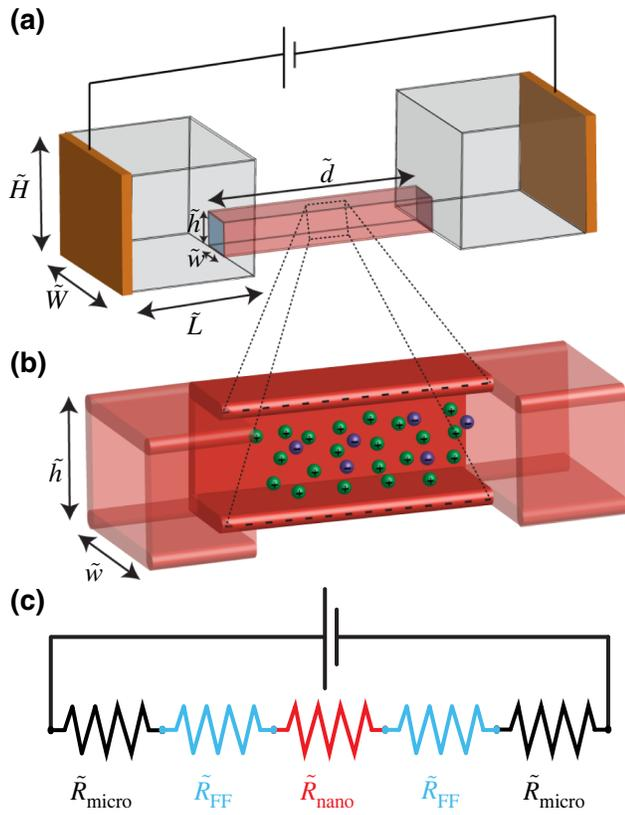 (a)
H̃
W̃
L̃
h̃
w̃
d̃
(b)
h̃
w̃
(c)
R̃micro R̃FF R̃nano R̃FF R̃micro